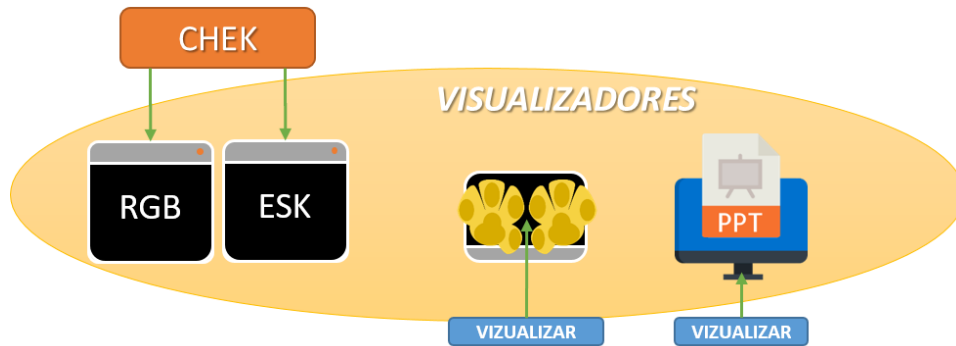 CHEK
VISUALIZADORES
RGB
ESK
PPT
VIZUALIZAR
VIZUALIZAR